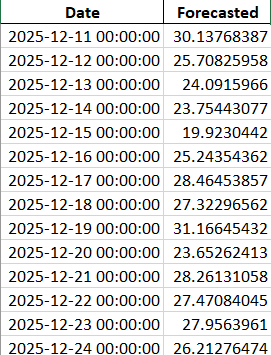 Date Forecasted
2025-12-11 00:00:00 30.13768387
2025-12-12 00:00:00 25.70825958
2025-12-13 00:00:00 24.0915966
2025-12-14 00:00:00 23.75443077
2025-12-15 00:00:00 19.9230442
2025-12-16 00:00:00 25.24354362
2025-12-17 00:00:00 28.46453857
2025-12-18 00:00:00 27.32296562
2025-12-19 00:00:00 31.16645432
2025-12-20 00:00:00 23.65262413
2025-12-21 00:00:00 28.26131058
2025-12-22 00:00:00 27.47084045
2025-12-23 00:00:00 27.9563961
2025-12-24 00:00:00 26.21276474